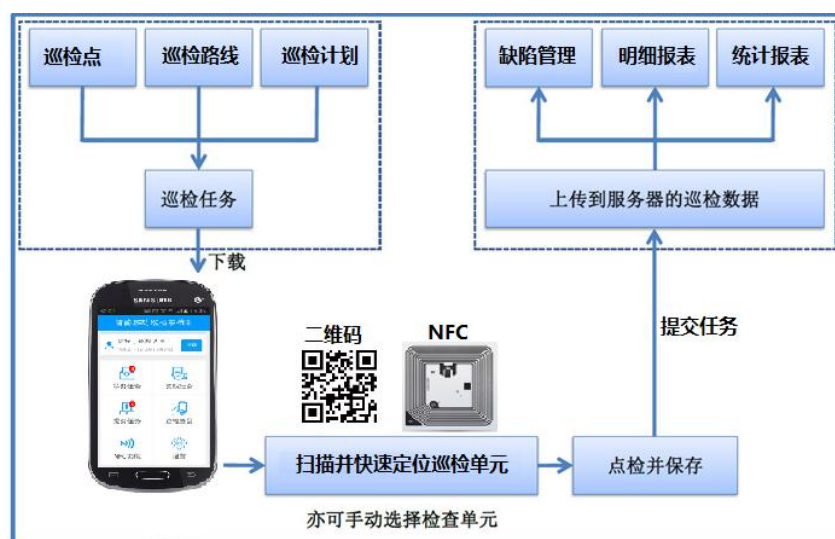 巡检点
巡检路线
巡检计划
缺陷管理
明细报表
统计报表
巡检任务
上传到服务器的巡检数据
下载
SAMSUNG
二维码
NFC
提交任务
扫描并快速定位巡检单元
点检并保存
亦可手动选择检查单元